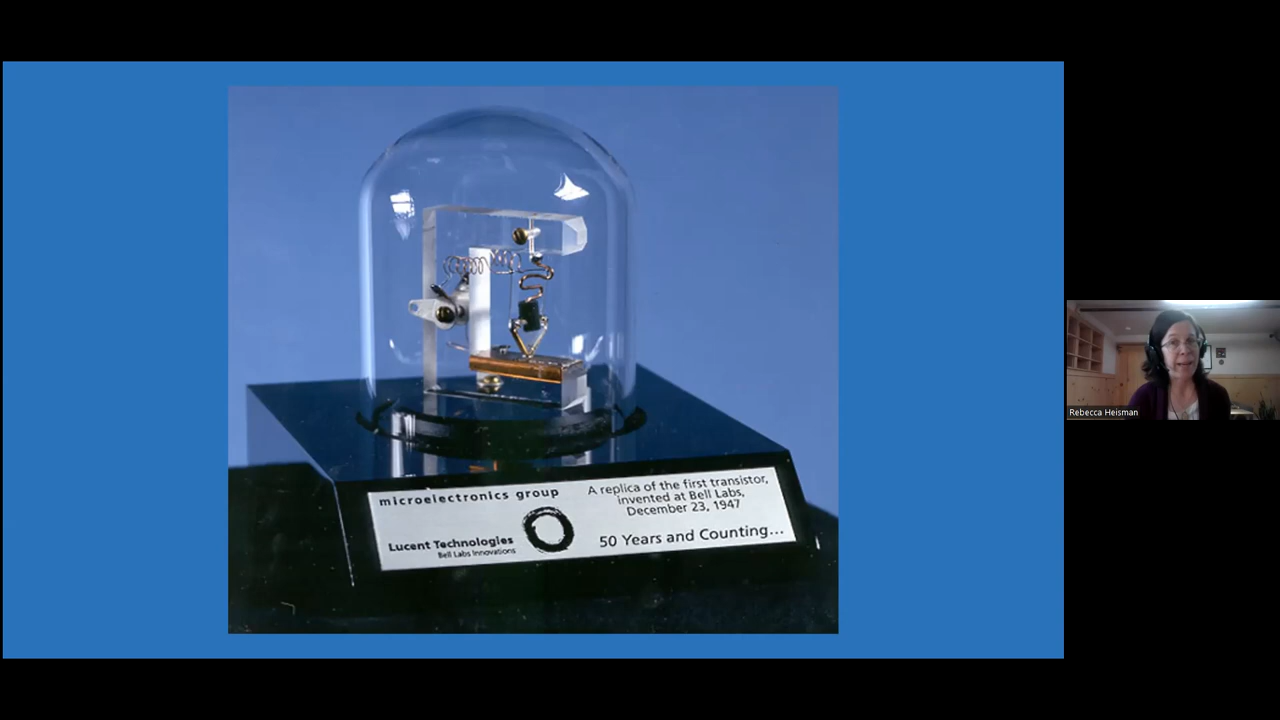 microelectronics group
Lucent Technologies
Bell Labs Innovations
A replica of the first transistor,
invented at Bell Labs,
December 23, 1947
50 Years and Counting...
Rebecca Heisman